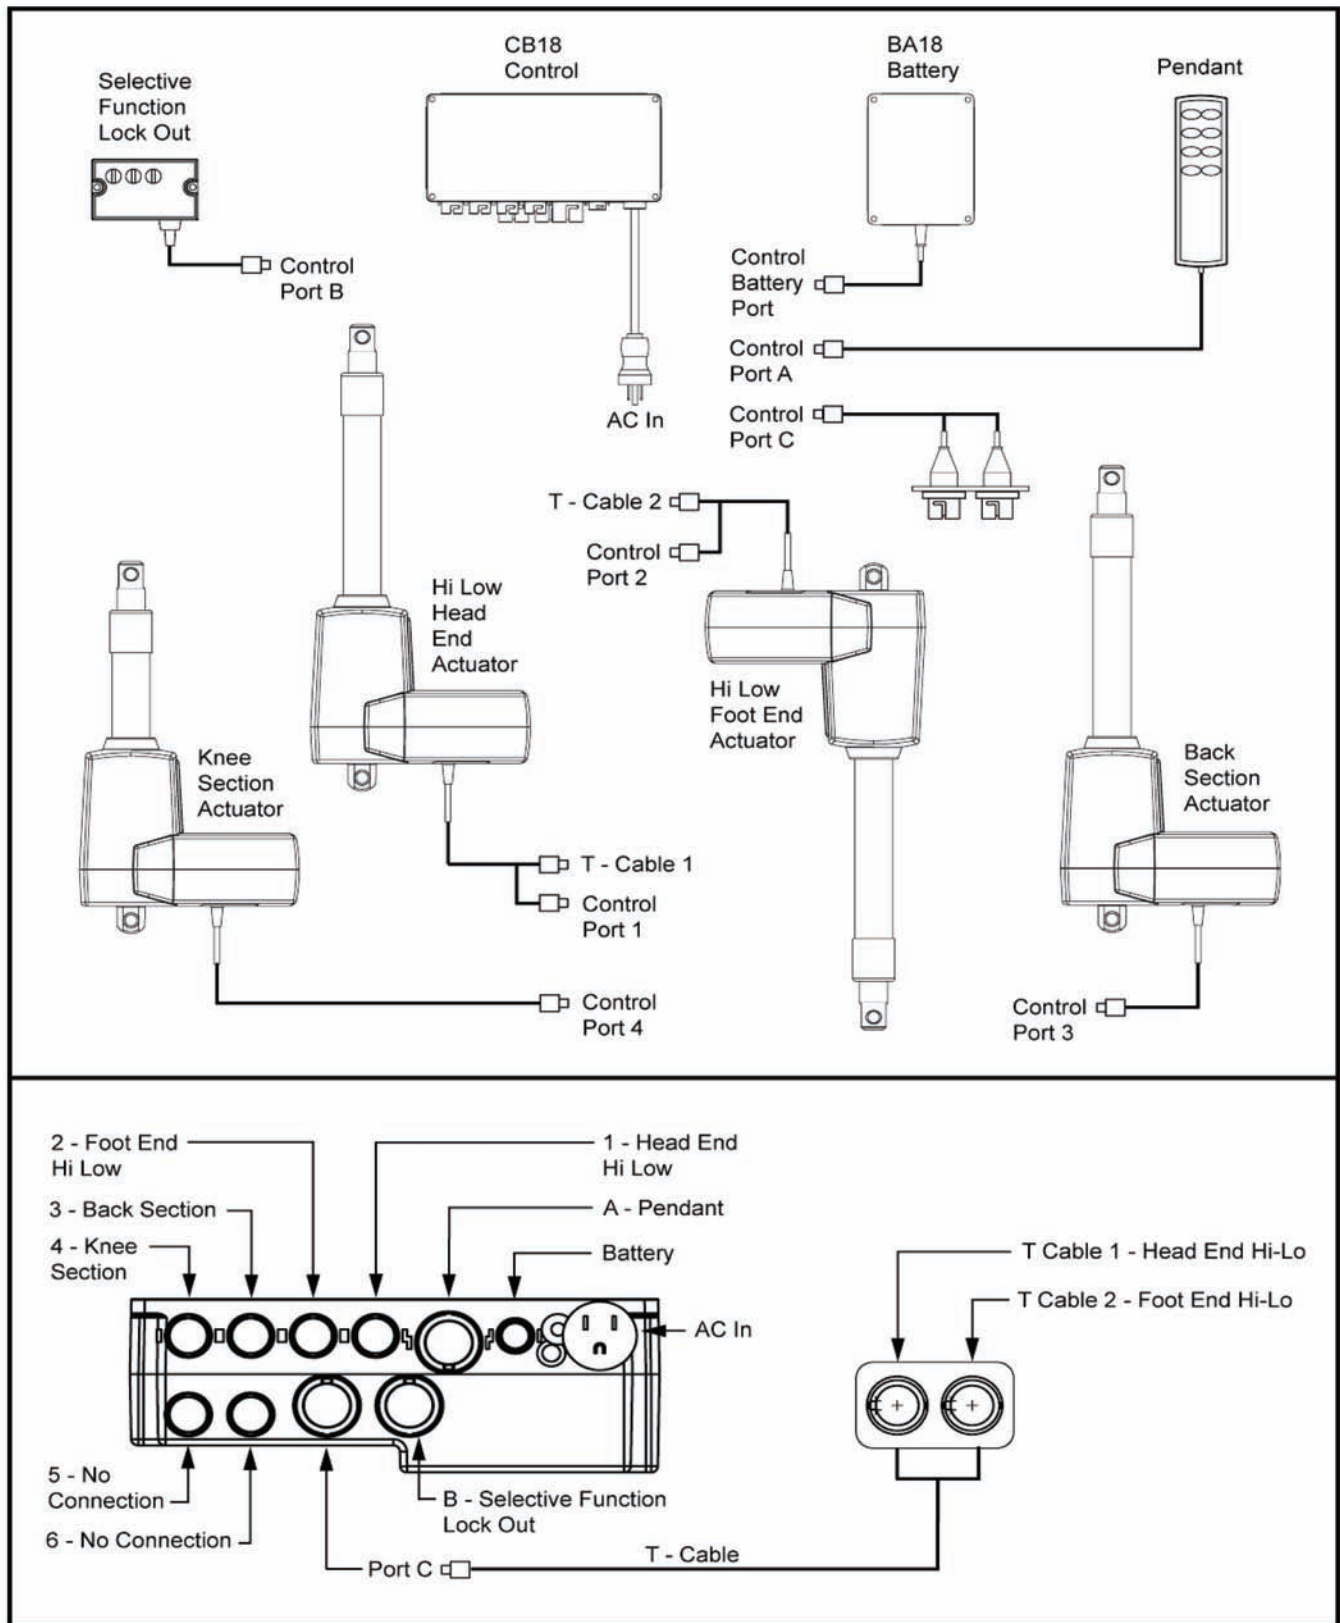 CB18
Control
BA18
Battery
Pendant
Selective
Function
Lock Out
Control
Port B
AC In
Control
Battery
Port
Control
Port A
Control
Port C
T - Cable 2
Control
Port 2
Hi Low
Head
End
Actuator
Hi Low
Foot End
Actuator
Knee
Section
Actuator
Back
Section
Actuator
T - Cable 1
Control
Port 1
Control
Port 4
Control
Port 3
2 - Foot End
Hi Low
1 - Head End
Hi Low
3 - Back Section
A - Pendant
4 - Knee
Section
Battery
T Cable 1 - Head End Hi-Lo
T Cable 2 - Foot End Hi-Lo
AC In
5 - No
Connection
6 - No Connection
B - Selective Function
Lock Out
Port C
T - Cable